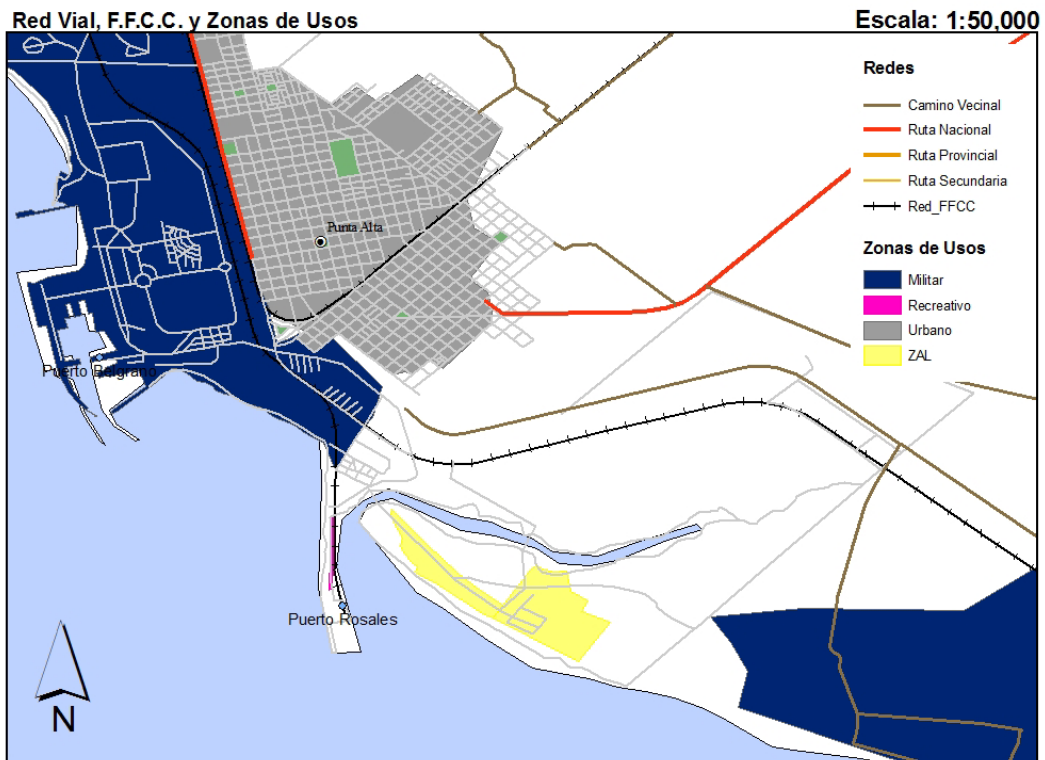 Red Vial, F.F.C.C. y Zonas de Usos
Escala: 1:50,000
Redes
Camino Vecinal
Ruta Nacional
Ruta Provincial
Ruta Secundaria
Red_FFCC
Zonas de Usos
Militar
Recreativo
Urbano
ZAL
Punta Alta
Puerto Belgrano
Puerto Rosales
N